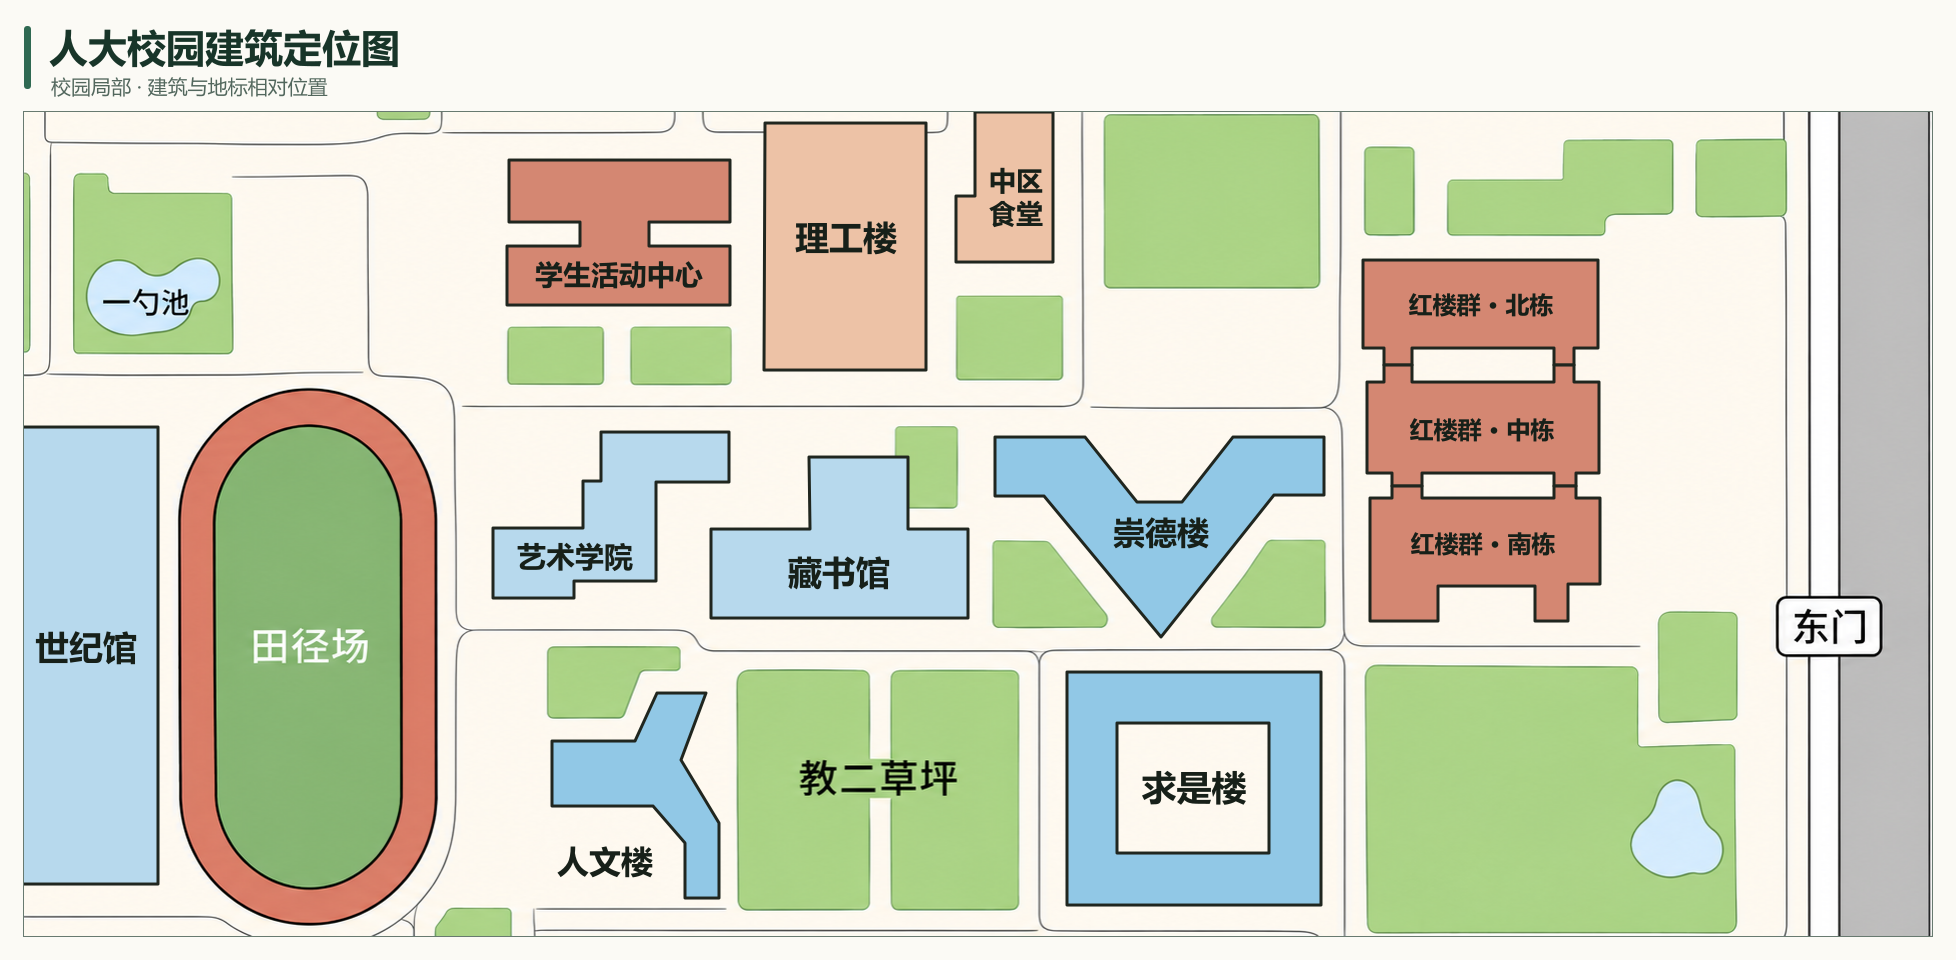 人大校园建筑定位图
校园局部 · 建筑与地标相对位置
中区
食堂
理工楼
学生活动中心
一勺池
红楼群·北栋
红楼群·中栋
红楼群·南栋
崇德楼
艺术学院
藏书馆
东门
世纪馆
田径场
教二草坪
求是楼
人文楼